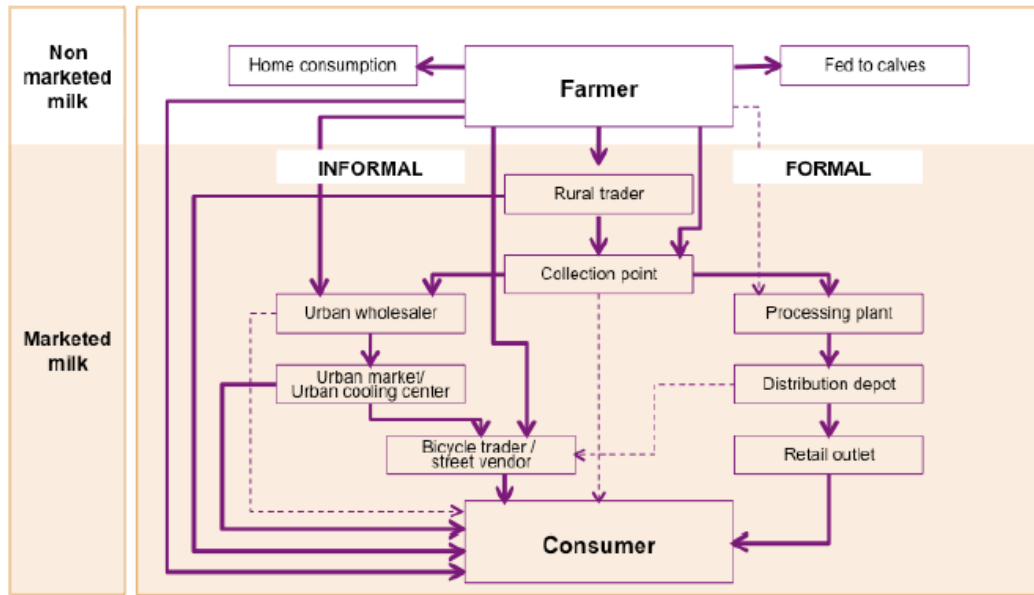 Non
marketed
milk
Home consumption
Farmer
Fed to calves
INFORMAL
FORMAL
Rural trader
Collection point
Urban wholesaler
Processing plant
Marketed
milk
Urban market/
Urban cooling center
Distribution depot
Bicycle trader /
street vendor
Retail outlet
Consumer